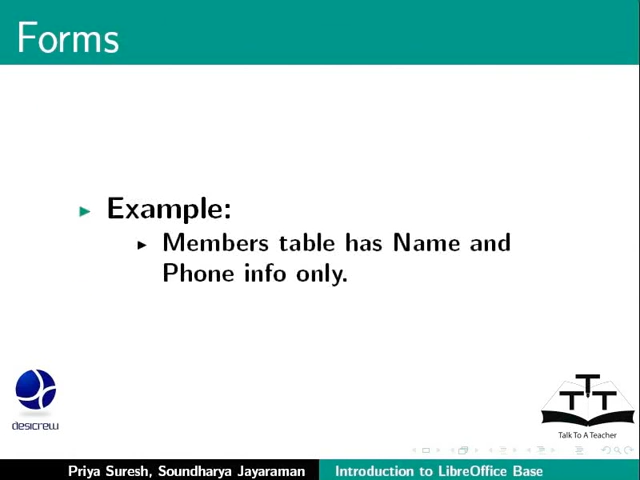 Forms
Example:
Members table has Name and
Phone info only.
desicrew
TTT
Talk To A Teacher
Priya Suresh, Soundharya Jayaraman
Introduction to LibreOffice Base